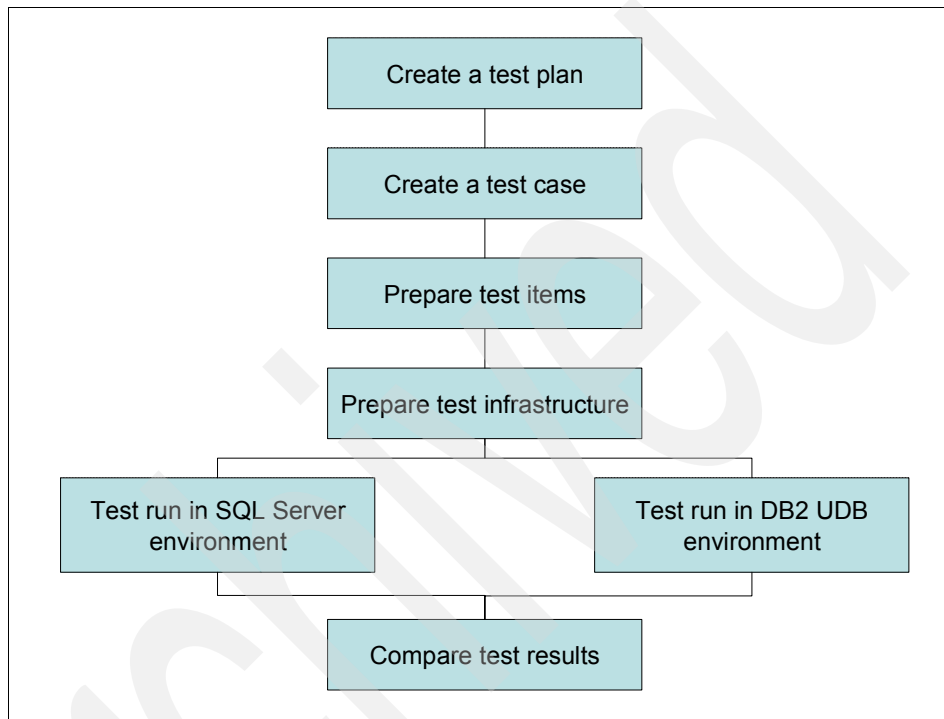 Create a test plan
Create a test case
Prepare test items
Prepare test infrastructure
Test run in SQL Server
environment
Test run in DB2 UDB
environment
Compare test results